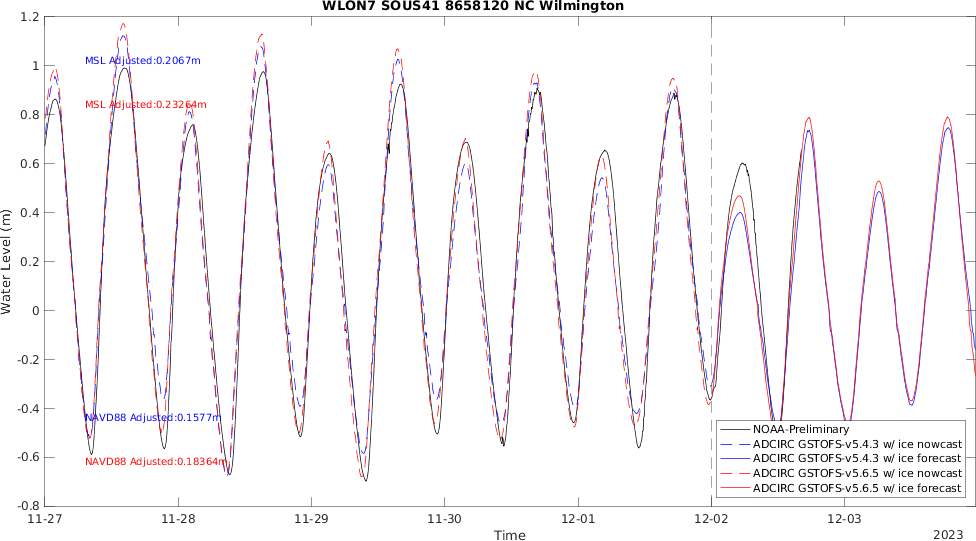 WLON7 SOUS41 8658120 NC Wilmington
1.2
1
0.8
0.6
0.4
0.2
0
-0.2
-0.4
-0.6
-0.8
Water Level (m)
MSL Adjusted:0.2067m
MSL Adjusted:0.23264m
NAVD88 Adjusted:0.1577m
NAVD88 Adjusted:0.18364m
NOAA-Preliminary
ADCIRC GSTOFS-v5.4.3 w/ ice nowcast
ADCIRC GSTOFS-v5.4.3 w/ ice forecast
ADCIRC GSTOFS-v5.6.5 w/ ice nowcast
ADCIRC GSTOFS-v5.6.5 w/ ice forecast
11-27 11-28 11-29 11-30 12-01 12-02 12-03
Time
2023